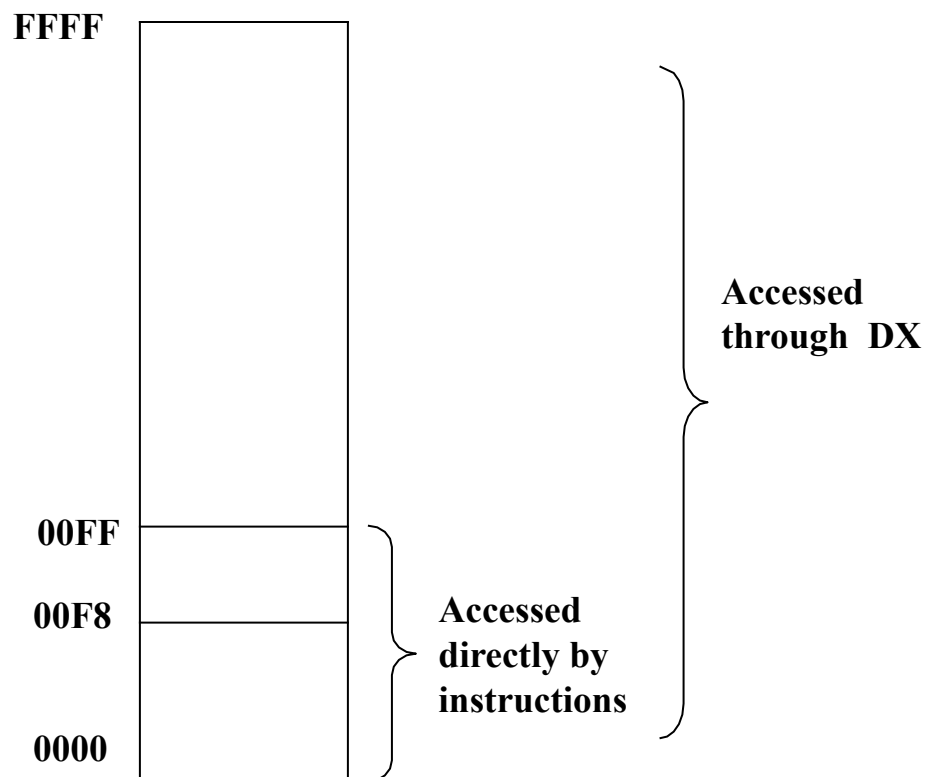 FFFF
Accessed
through DX
00FF
00F8
Accessed
directly by
instructions
0000